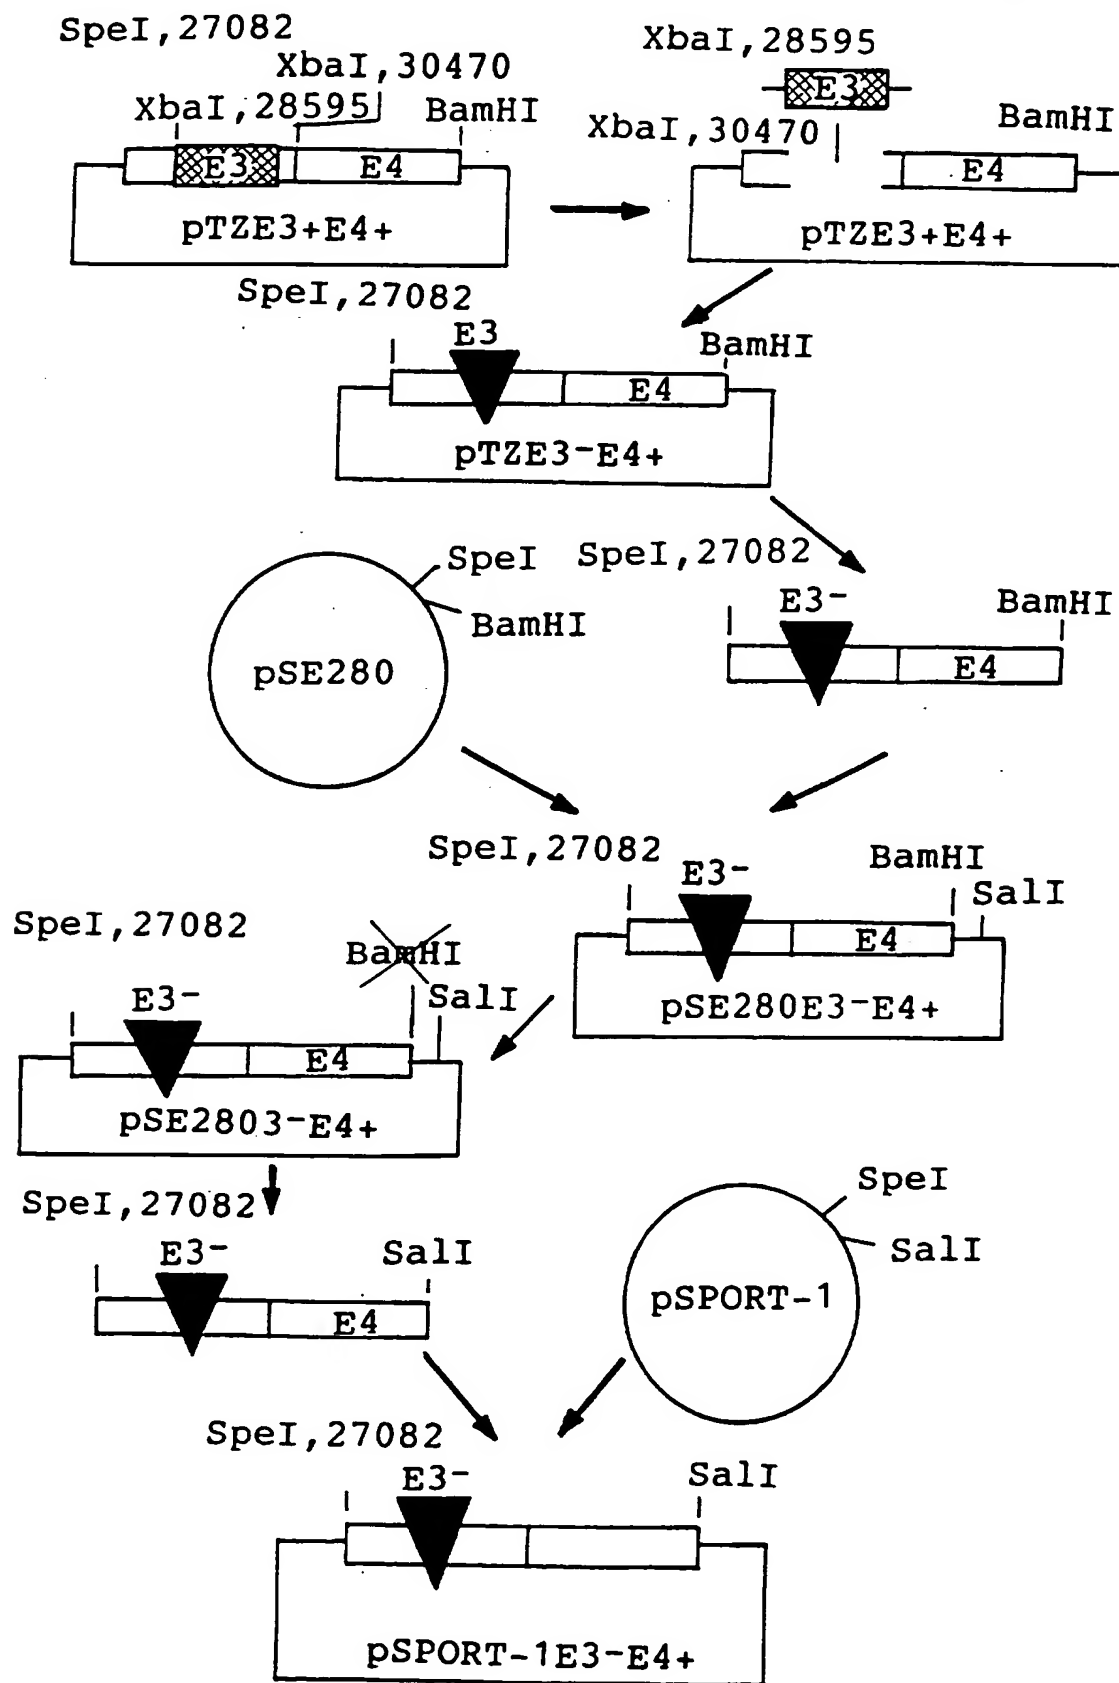 SpeI,27082
XbaI,30470
XbaI,28595
BamHI
E3
E4
pTZE3+E4+
XbaI,28595
E3
XbaI,30470
BamHI
E4
pTZE3+E4+
SpeI,27082
E3
BamHI
E4
pTZE3-E4+
SpeI
BamHI
pSE280
SpeI,27082
E3-
BamHI
E4
SpeI,27082
E3-
BamHI
SalI
E4
pSE280E3-E4+
SpeI,27082
BamHI
E3-
SalI
E4
pSE2803-E4+
SpeI,27082
E3-
SalI
E4
SpeI
SalI
pSPORT-1
SpeI,27082
E3-
SalI
pSPORT-1E3-E4+